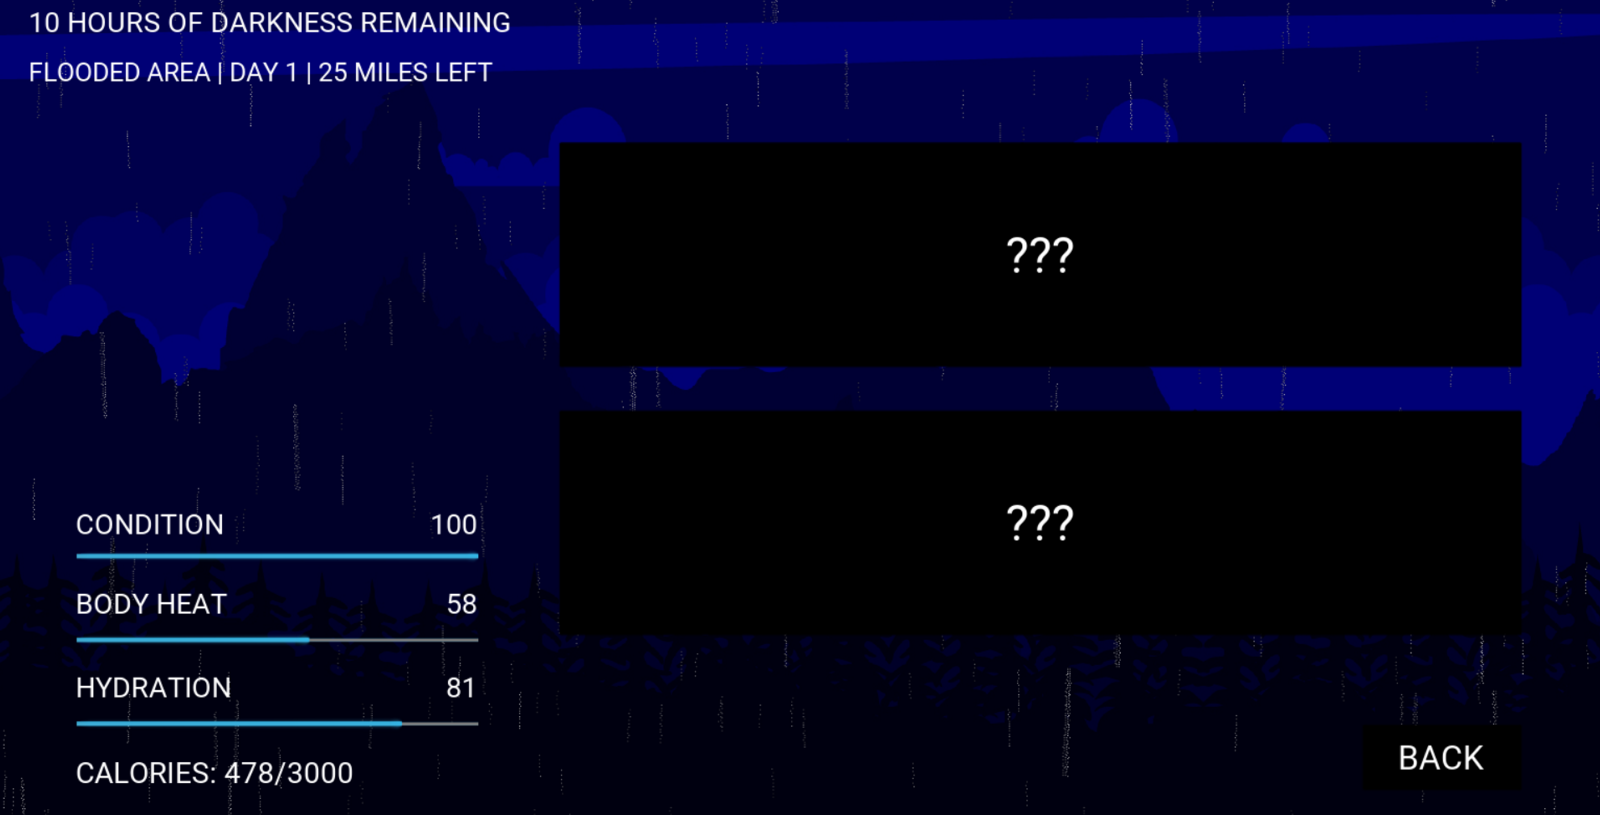 10 HOURS OF DARKNESS REMAINING
FLOODED AREA | DAY 1 | 25 MILES LEFT
???
???
CONDITION 100
BODY HEAT 58
HYDRATION 81
CALORIES: 478/3000
BACK